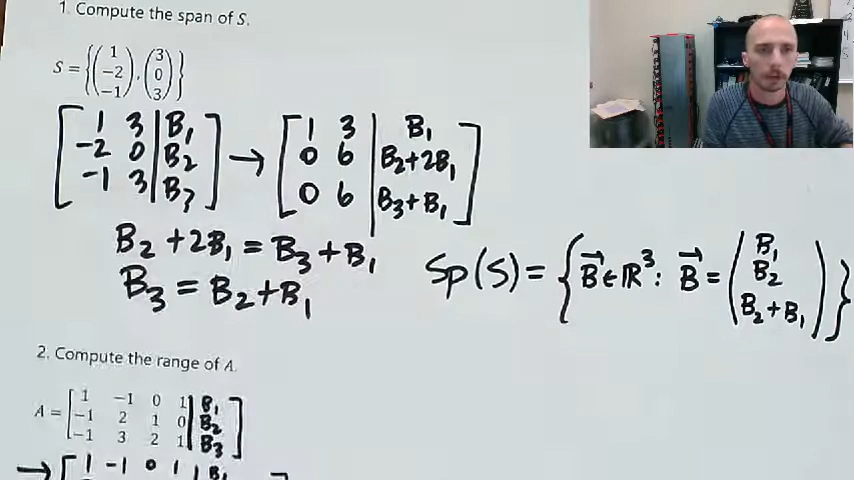 1. Compute the span of S.
S = {(1 -2 -1), (3 0 3)}
[1 3 | B₁] → [1 3 | B₁]
[-2 0 | B₂] [0 6 | B₂+2B₁]
[-1 3 | B₃] [0 6 | B₃+B₁]
B₂ + 2B₁ = B₃ + B₁
B₃ = B₂ + B₁
Sp(S) = {B⃗ ∈ ℝ³ : B⃗ = (B₁ B₂ B₂+B₁)}
2. Compute the range of A.
A = [1 -1 0 1 | B₁]
[-1 2 1 0 | B₂]
[-1 3 2 1 | B₃]
→ [1 -1 0 1 | B₁]